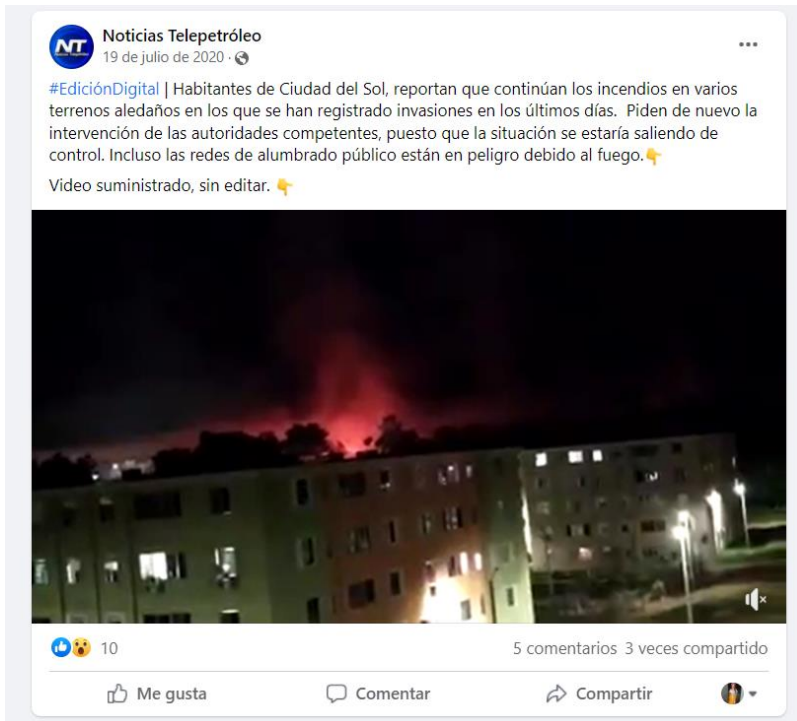 NT
Noticias Telepetróleo
19 de julio de 2020 ·
#EdiciónDigital | Habitantes de Ciudad del Sol, reportan que continúan los incendios en varios
terrenos aledaños en los que se han registrado invasiones en los últimos días. Piden de nuevo la
intervención de las autoridades competentes, puesto que la situación se estaría saliendo de
control. Incluso las redes de alumbrado público están en peligro debido al fuego.👇
Video suministrado, sin editar. 👇
10
5 comentarios 3 veces compartido
Me gusta
Comentar
Compartir